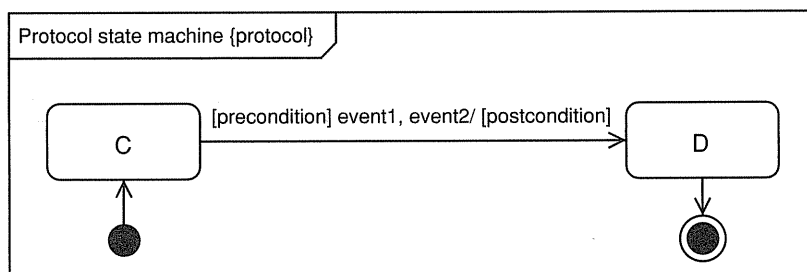 Protocol state machine {protocol}
[precondition] event1, event2/ [postcondition]
C
D